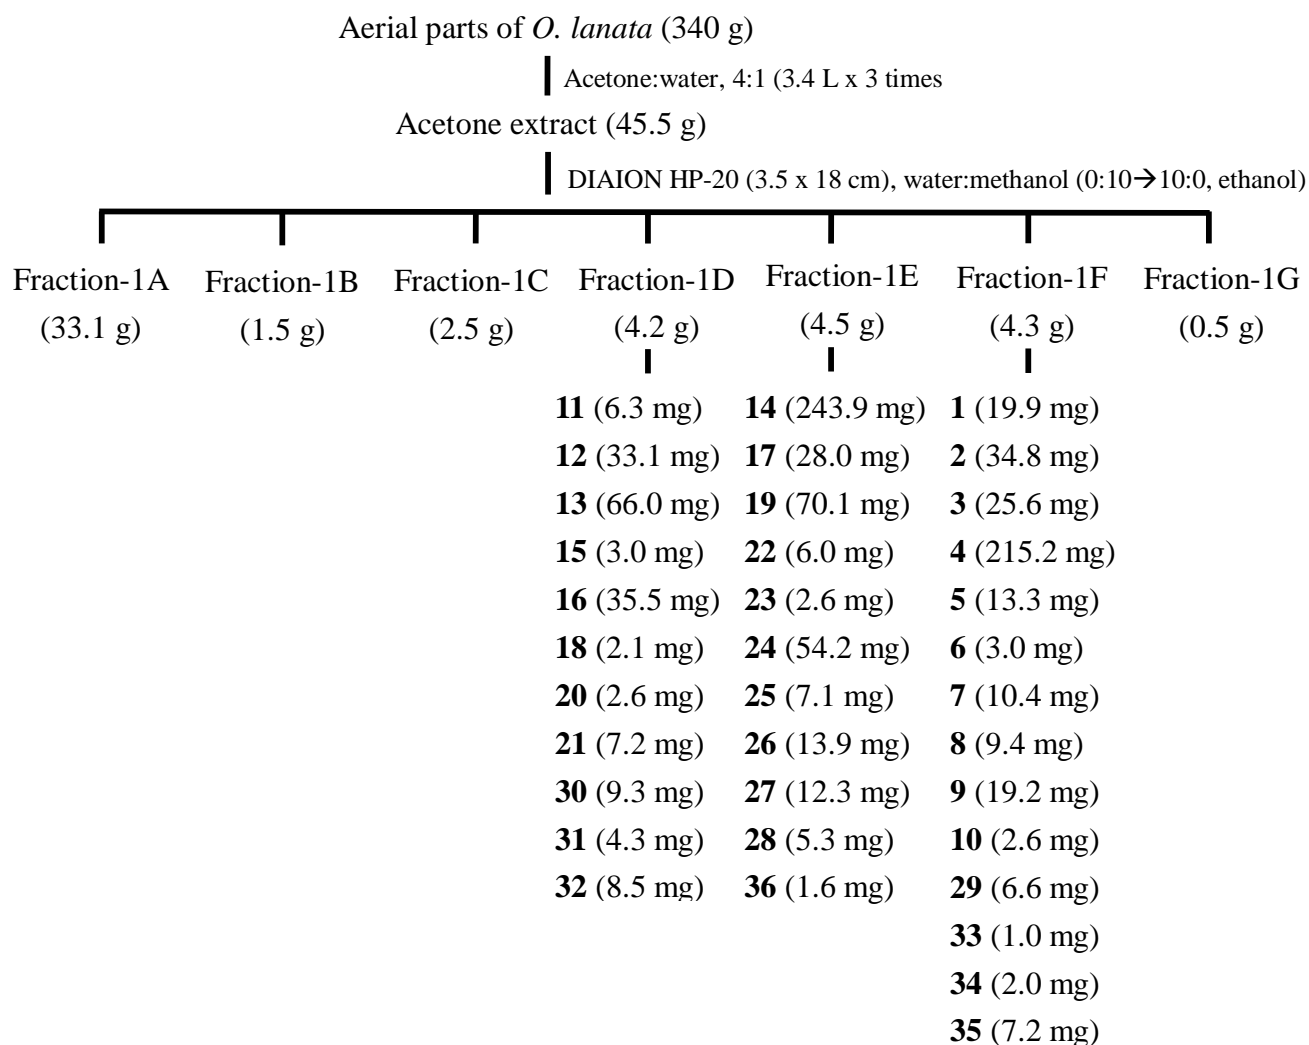 Aerial parts of O. lanata (340 g)
Acetone:water, 4:1 (3.4 L x 3 times
Acetone extract (45.5 g)
DIAION HP-20 (3.5 x 18 cm), water:methanol (0:10→10:0, ethanol)
Fraction-1A Fraction-1B Fraction-1C Fraction-1D Fraction-1E Fraction-1F Fraction-1G
(33.1 g) (1.5 g) (2.5 g) (4.2 g) (4.5 g) (4.3 g) (0.5 g)
11 (6.3 mg) 14 (243.9 mg) 1 (19.9 mg)
12 (33.1 mg) 17 (28.0 mg) 2 (34.8 mg)
13 (66.0 mg) 19 (70.1 mg) 3 (25.6 mg)
15 (3.0 mg) 22 (6.0 mg) 4 (215.2 mg)
16 (35.5 mg) 23 (2.6 mg) 5 (13.3 mg)
18 (2.1 mg) 24 (54.2 mg) 6 (3.0 mg)
20 (2.6 mg) 25 (7.1 mg) 7 (10.4 mg)
21 (7.2 mg) 26 (13.9 mg) 8 (9.4 mg)
30 (9.3 mg) 27 (12.3 mg) 9 (19.2 mg)
31 (4.3 mg) 28 (5.3 mg) 10 (2.6 mg)
32 (8.5 mg) 36 (1.6 mg) 29 (6.6 mg)
33 (1.0 mg)
34 (2.0 mg)
35 (7.2 mg)